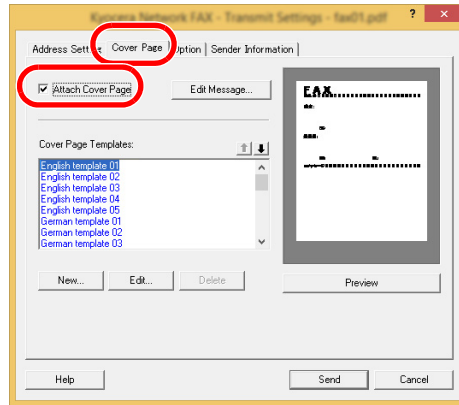 Kyocera Network FAX - Transmit Settings - fax01.pdf
?
Cover Page
Option
Sender Information
Attach Cover Page
Edit Message...
FAX
Cover Page Templates:
English template 01
English template 02
English template 03
English template 04
English template 05
German template 01
German template 02
German template 03
New...
Edit...
Delete
Preview
Help
Send
Cancel